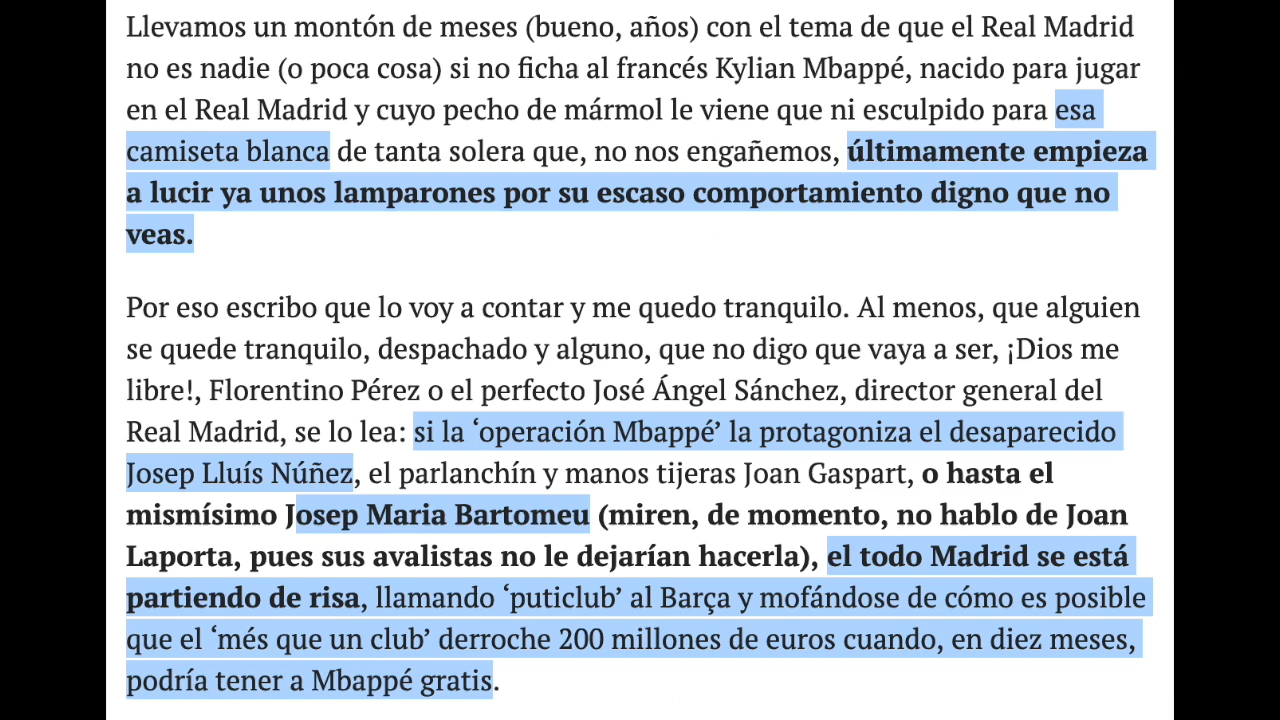 Llevamos un montón de meses (bueno, años) con el tema de que el Real Madrid
no es nadie (o poca cosa) si no ficha al francés Kylian Mbappé, nacido para jugar
en el Real Madrid y cuyo pecho de mármol le viene que ni esculpido para esa
camiseta blanca de tanta solera que, no nos engañemos, últimamente empieza
a lucir ya unos lamparones por su escaso comportamiento digno que no
veas.
Por eso escribo que lo voy a contar y me quedo tranquilo. Al menos, que alguien
se quede tranquilo, despachado y alguno, que no digo que vaya a ser, ¡Dios me
libre!, Florentino Pérez o el perfecto José Ángel Sánchez, director general del
Real Madrid, se lo lea: si la ‘operación Mbappé’ la protagoniza el desaparecido
Josep Lluís Núñez, el parlanchín y manos tijeras Joan Gaspart, o hasta el
mismísimo Josep Maria Bartomeu (miren, de momento, no hablo de Joan
Laporta, pues sus avalistas no le dejarían hacerla), el todo Madrid se está
partiendo de risa, llamando ‘puticlub’ al Barça y mofándose de cómo es posible
que el ‘més que un club’ derroche 200 millones de euros cuando, en diez meses,
podría tener a Mbappé gratis.